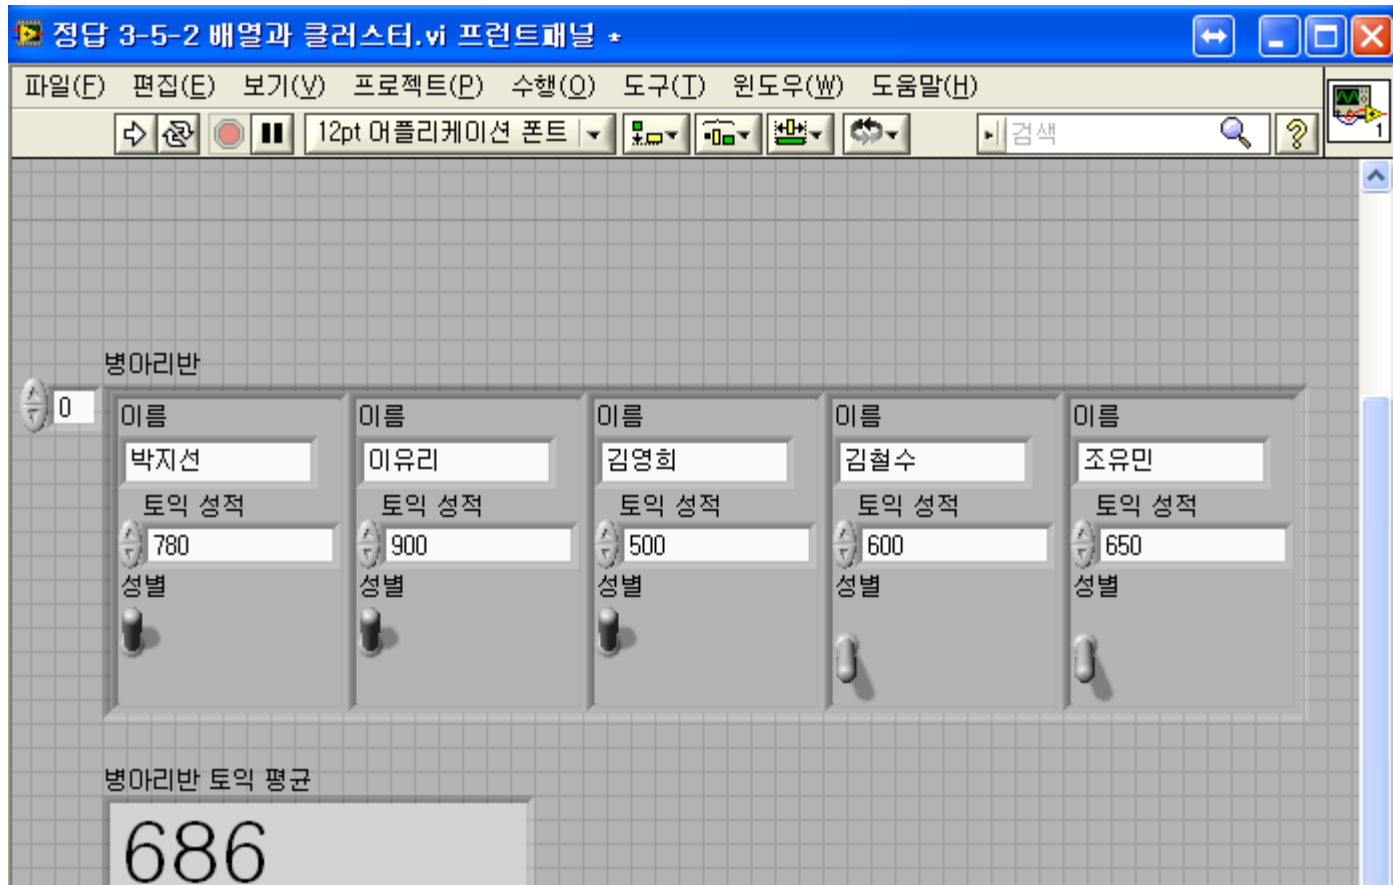 정답 3-5-2 배열과 클러스터.vi 프런트패널 *
파일(F) 편집(E) 보기(V) 프로젝트(P) 수행(O) 도구(T) 윈도우(W) 도움말(H)
12pt 어플리케이션 폰트 검색 ? 1
병아리반
0
이름 이름 이름 이름 이름
박지선 이유리 김영희 김철수 조유민
토익 성적 토익 성적 토익 성적 토익 성적 토익 성적
780 900 500 600 650
성별 성별 성별 성별 성별
병아리반 토익 평균
686